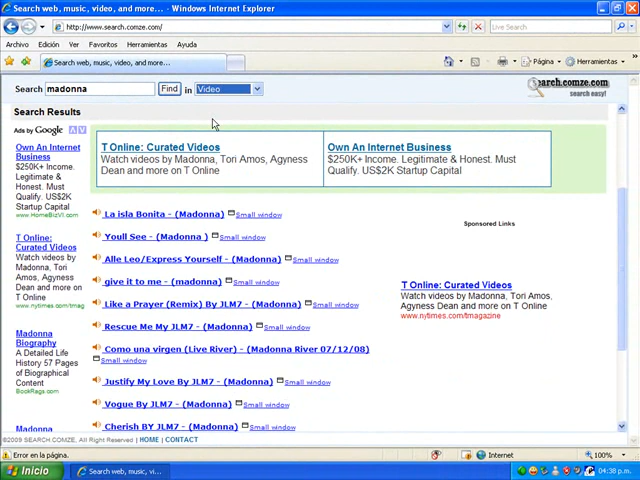 Search web, music, video, and more... - Windows Internet Explorer
http://www.search.comze.com/
Archivo Edición Ver Favoritos Herramientas Ayuda
Search web, music, video, and more...
Página Herramientas
Search madonna Find in Video
Search.comze.com
search easy!
Search Results
Ads by Google
Own An Internet
Business
$250K+ Income.
Legitimate &
Honest. Must
Qualify. US$2K
Startup Capital
www.HomeBizVI.com
T Online:
Curated Videos
Watch videos by
Madonna, Tori
Amos, Agyness
Dean and more on
T Online
www.nytimes.com/tmag
Madonna
Biography
A Detailed Life
History 57 Pages
of Biographical
Content
BookRags.com
Madonna
T Online: Curated Videos
Watch videos by Madonna, Tori Amos, Agyness
Dean and more on T Online
Own An Internet Business
$250K+ Income. Legitimate & Honest. Must
Qualify. US$2K Startup Capital
La isla Bonita - (Madonna) Small window
Youll See - (Madonna ) Small window
Alle Leo/Express Yourself - (Madonna) Small window
give it to me - (madonna) Small window
Like a Prayer (Remix) By JLM7 - (Madonna) Small window
Rescue Me My JLM7 - (Madonna) Small window
Como una virgen (Live River) - (Madonna River 07/12/08)
Small window
Justify My Love By JLM7 - (Madonna) Small window
Vogue By JLM7 - (Madonna) Small window
Cherish BY JLM7 - (Madonna) Small window
Sponsored Links
T Online: Curated Videos
Watch videos by Madonna, Tori Amos,
Agyness Dean and more on T Online
www.nytimes.com/tmagazine
©2009 SEARCH.COMZE, All Right Reserved | HOME | CONTACT
Error en la página. Internet 100%
Inicio Search web, music, vi... 04:38 p.m.